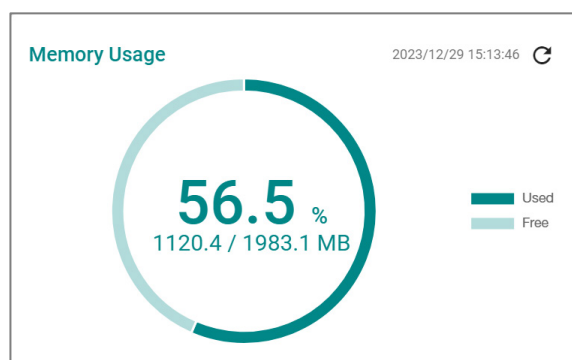 Memory Usage
2023/12/29 15:13:46
56.5 %
1120.4 / 1983.1 MB
Used
Free